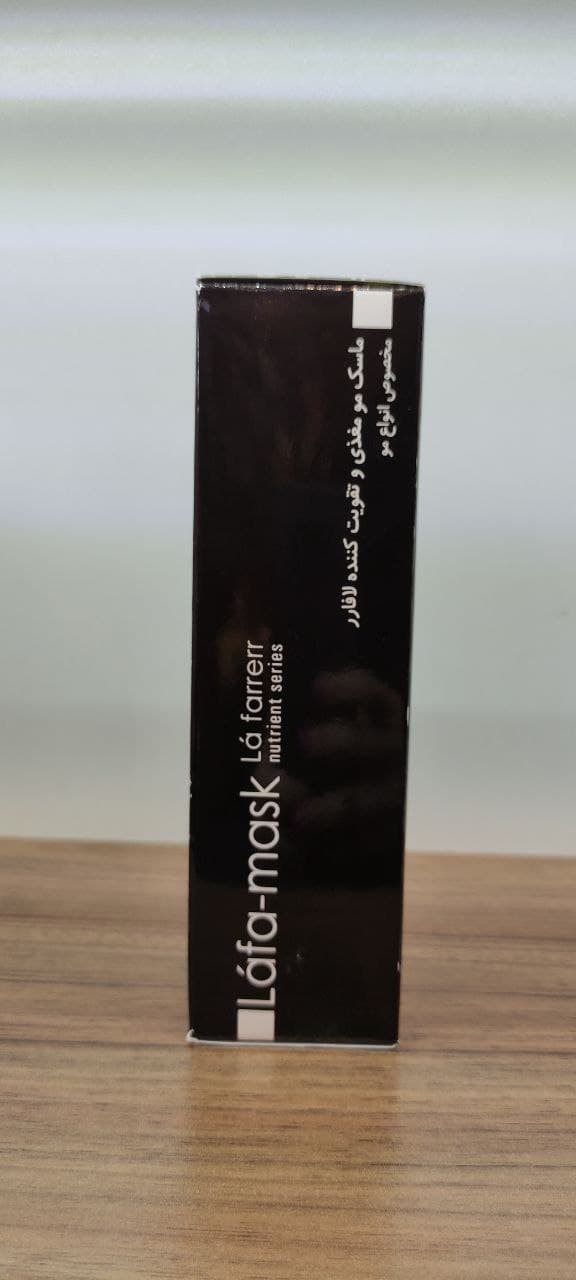 Láfa-mask Lá farrerr
nutrient series
ماسک مو مغذی و تقویت کننده لافارر
مخصوص انواع مو